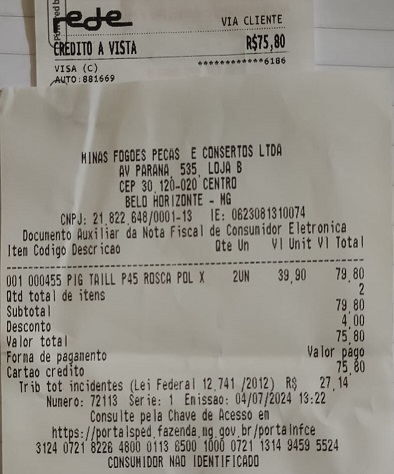 Powered by
rede
VIA CLIENTE
CREDITO A VISTA R$75,80
VISA (C) ************6186
AUTO:881669
MINAS FOGOES PECAS E CONSERTOS LTDA
AV PARANA, 535, LOJA B
CEP 30.120-020 CENTRO
BELO HORIZONTE - MG
CNPJ: 21.822.648/0001-13 IE: 0623081310074
Documento Auxiliar da Nota Fiscal de Consumidor Eletronica
Item Codigo Descricao Qte Un Vl Unit Vl Total
001 000455 PIG TAILL P45 ROSCA POL X 2UN 39,90 79,80
Qtd total de itens 2
Subtotal 79,80
Desconto 4,00
Valor total 75,80
Forma de pagamento Valor pago
Cartao credito 75,80
Trib tot incidentes (Lei Federal 12.741 /2012) R$ 27,14
Numero: 72113 Serie: 1 Emissao: 04/07/2024 13:22
Consulte pela Chave de Acesso em
https://portalsped.fazenda.mg.gov.br/portalnfce
3124 0721 8226 4800 0113 6500 1000 0721 1314 9459 5524
CONSUMIDOR NAO IDENTIFICADO